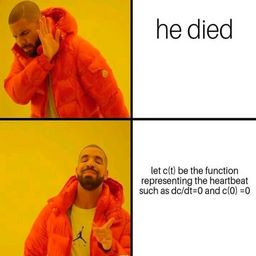 he died
let c(t) be the function
representing the heartbeat
such as dc/dt=0 and c(0) =0